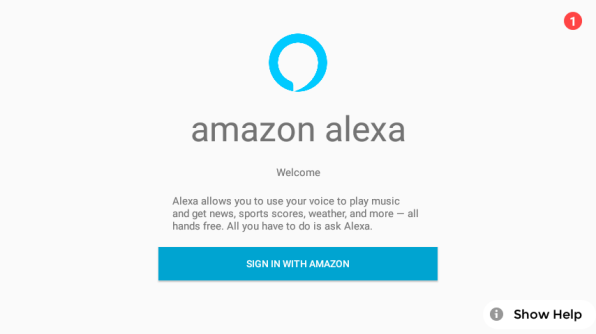 1
amazon alexa
Welcome
Alexa allows you to use your voice to play music
and get news, sports scores, weather, and more — all
hands free. All you have to do is ask Alexa.
SIGN IN WITH AMAZON
Show Help